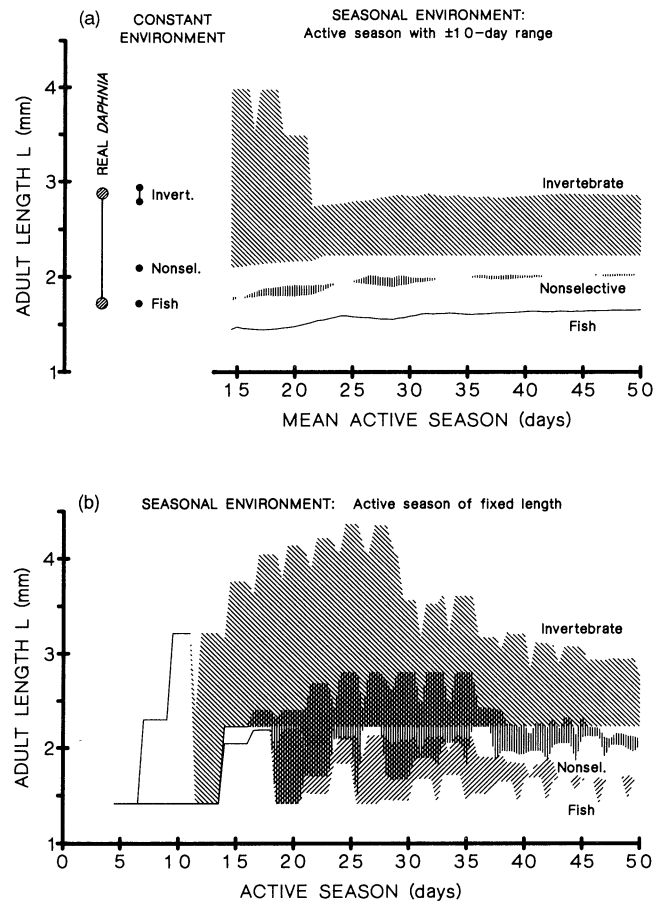 (a)
CONSTANT
ENVIRONMENT
SEASONAL ENVIRONMENT:
Active season with ±10-day range
ADULT LENGTH L (mm)
4
3
2
1
REAL DAPHNIA
Invert.
Nonsel.
Fish
Invertebrate
Nonselective
Fish
15
20
25
30
35
40
45
50
MEAN ACTIVE SEASON (days)
(b)
SEASONAL ENVIRONMENT: Active season of fixed length
ADULT LENGTH L (mm)
4
3
2
1
Invertebrate
Nonsel.
Fish
0
5
10
15
20
25
30
35
40
45
50
ACTIVE SEASON (days)